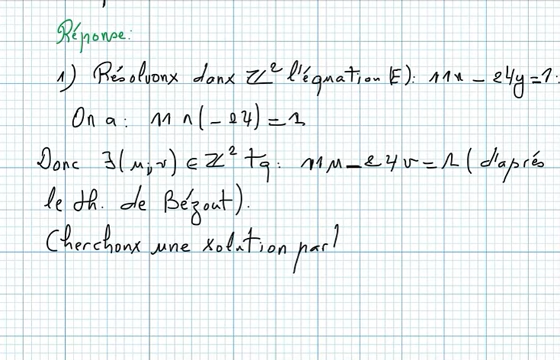 Réponse:
1) Résolvons dans ℤ² l'équation (E): 11x - 24y = 1.
On a: 11 ∧ (-24) = 1
Donc ∃(u;v) ∈ ℤ² tq: 11u - 24v = 1 (d'après
le th. de Bézout).
Cherchons une solution part